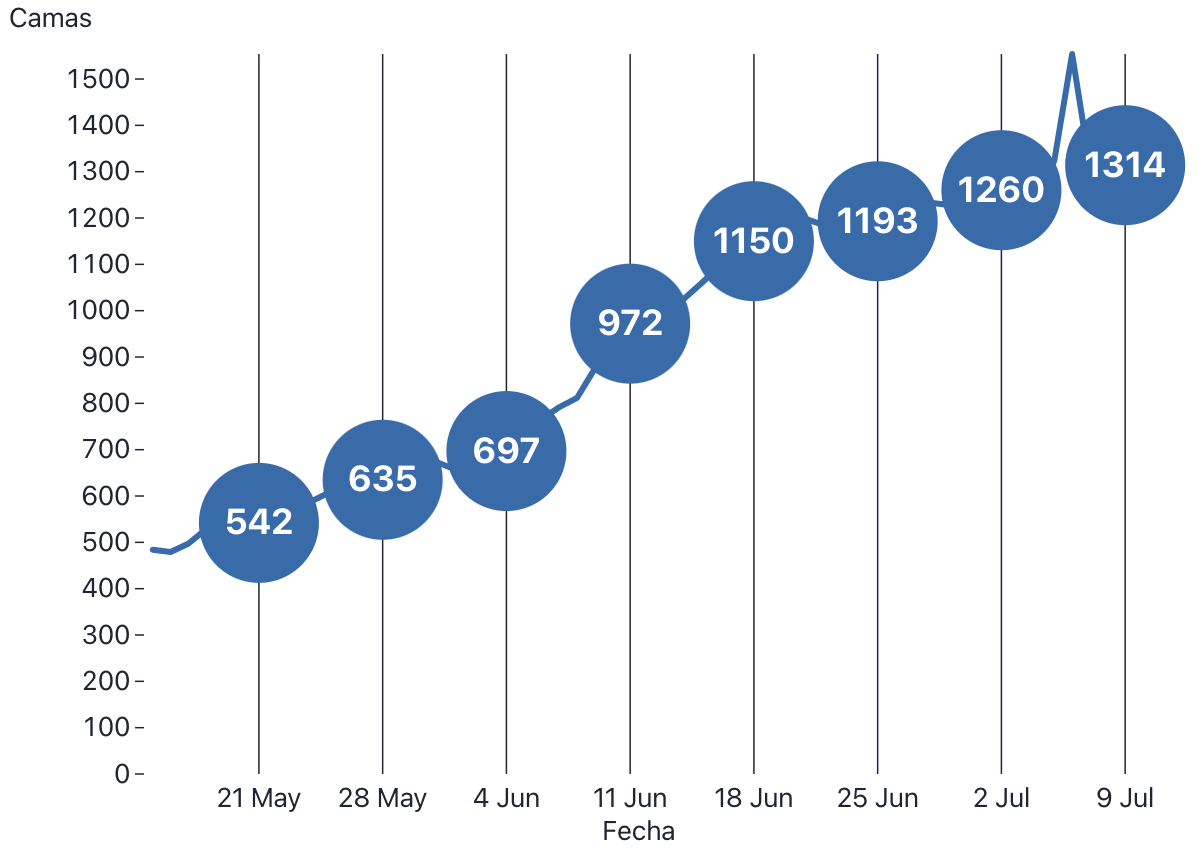 Camas
1500
1400
1300
1200
1100
1000
900
800
700
600
500
400
300
200
100
0
542
635
697
972
1150
1193
1260
1314
21 May
28 May
4 Jun
11 Jun
18 Jun
25 Jun
2 Jul
9 Jul
Fecha